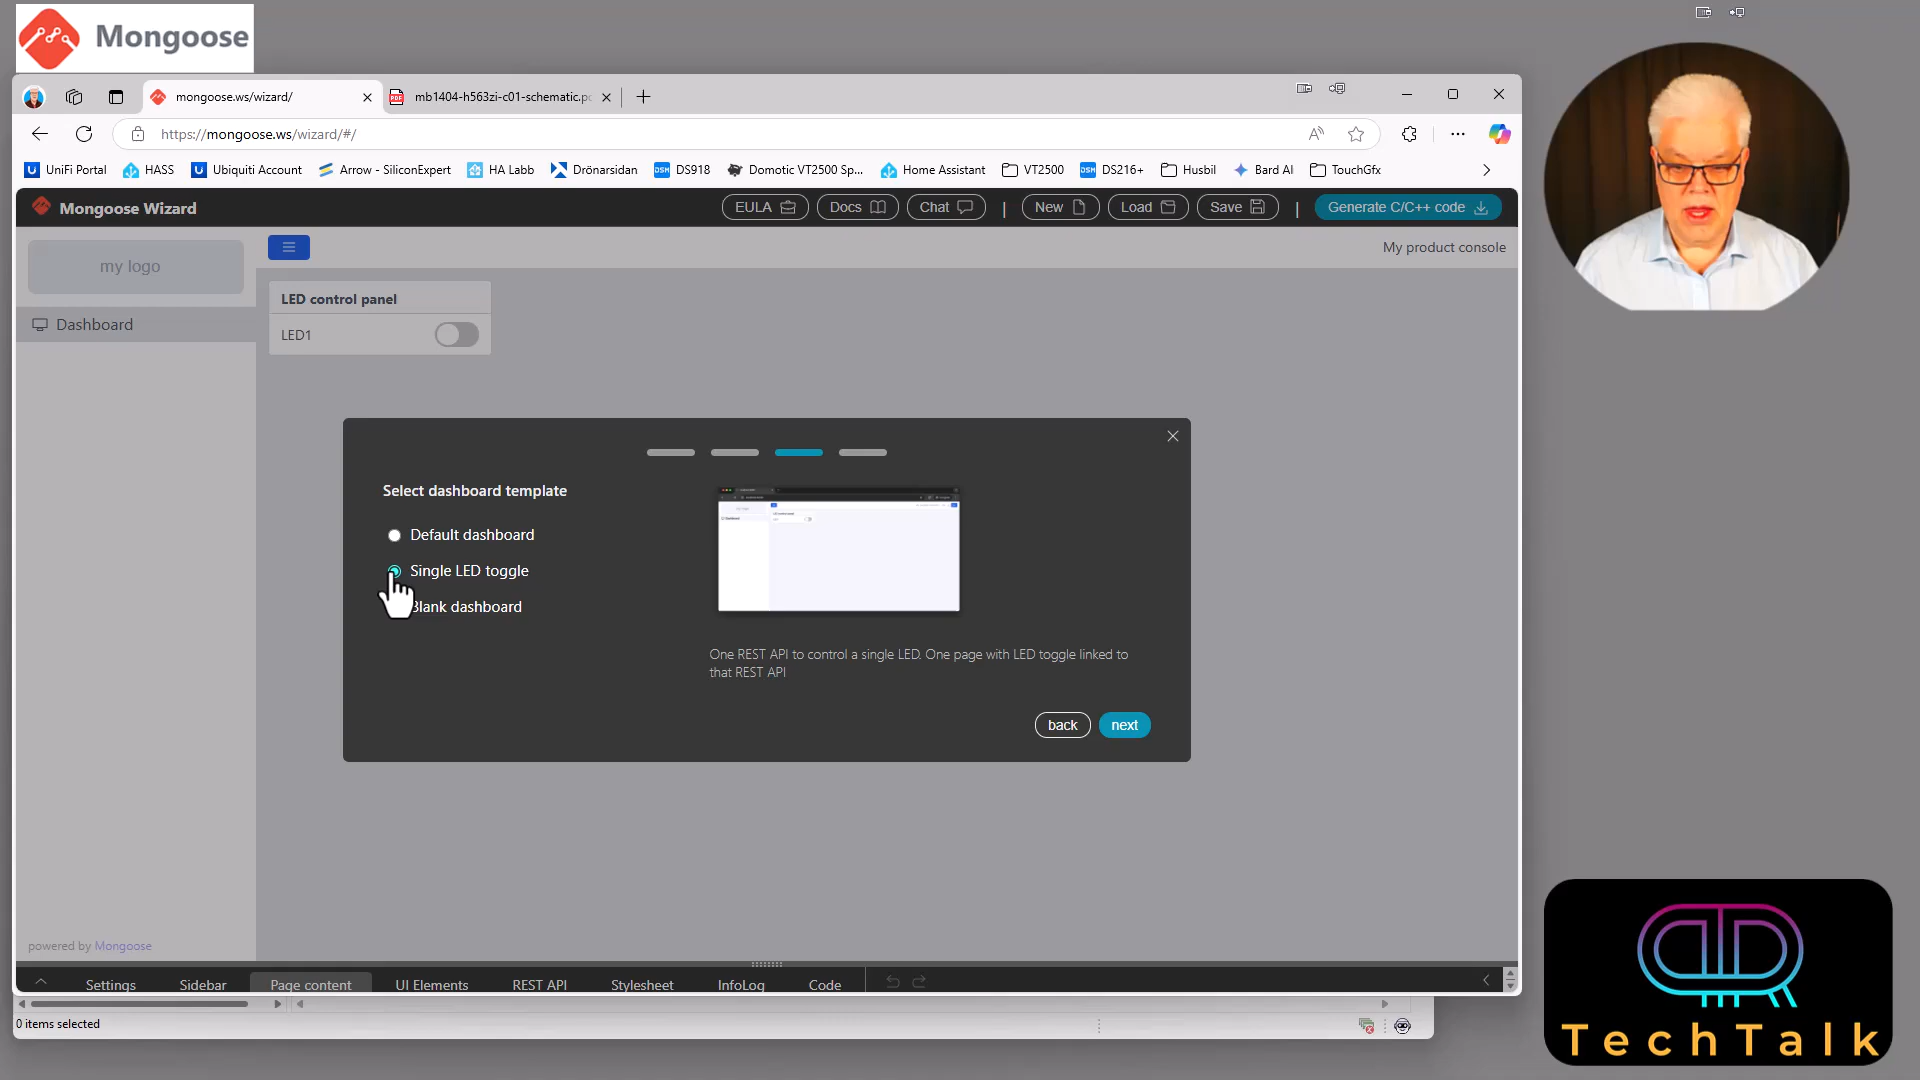 Mongoose
mongoose.ws/wizard/
mb1404-h563zi-c01-schematic.p
https://mongoose.ws/wizard/#/
UniFi Portal
HASS
Ubiquiti Account
Arrow - SiliconExpert
HA Labb
Drönarsidan
DS918
Domotic VT2500 Sp...
Home Assistant
VT2500
DS216+
Husbil
Bard AI
TouchGfx
Mongoose Wizard
EULA
Docs
Chat
New
Load
Save
Generate C/C++ code
my logo
My product console
LED control panel
Dashboard
LED1
Select dashboard template
Default dashboard
Single LED toggle
Blank dashboard
One REST API to control a single LED. One page with LED toggle linked to
that REST API
back
next
powered by Mongoose
Settings
Sidebar
Page content
UI Elements
REST API
Stylesheet
InfoLog
Code
0 items selected
TechTalk